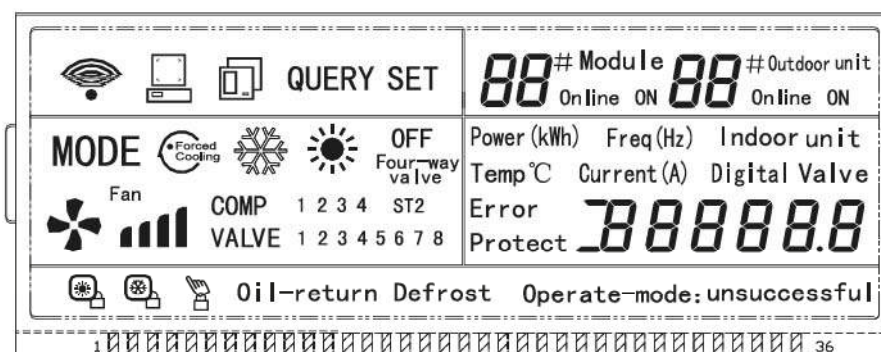 QUERY SET
88# Module 88# Outdoor unit
Online ON Online ON
MODE Forced Cooling OFF
Four-way valve
Fan
COMP 1 2 3 4 ST2
VALVE 1 2 3 4 5 6 7 8
Power(kWh) Freq(Hz) Indoor unit
Temp℃ Current(A) Digital Valve
Error
Protect 88888.8
Oil-return Defrost Operate-mode:unsuccessful
1 36